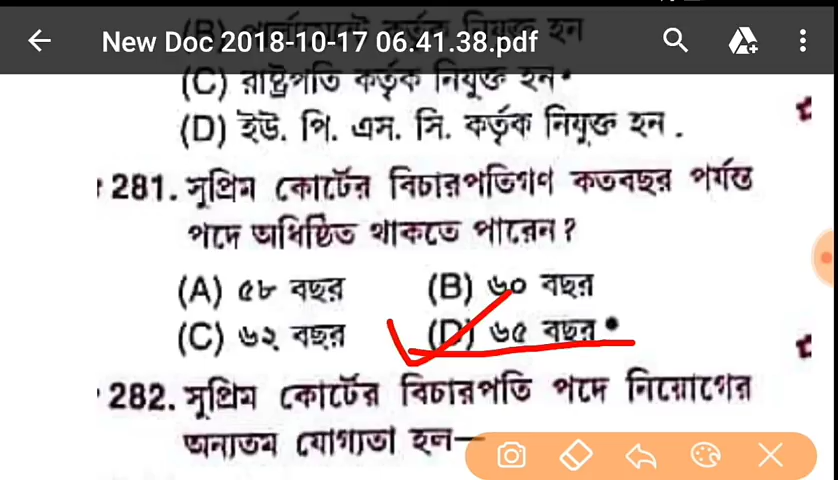 New Doc 2018-10-17 06.41.38.pdf
(B) পার্লামেন্ট কর্তৃক নিযুক্ত হন
(C) রাষ্ট্রপতি কর্তৃক নিযুক্ত হন•
(D) ইউ. পি. এস. সি. কর্তৃক নিযুক্ত হন .
281. সুপ্রিম কোর্টের বিচারপতিগণ কতবছর পর্যন্ত
পদে অধিষ্ঠিত থাকতে পারেন?
(A) ৫৮ বছর (B) ৬০ বছর
(C) ৬২ বছর (D) ৬৫ বছর•
282. সুপ্রিম কোর্টের বিচারপতি পদে নিয়োগের
অন্যতম যোগ্যতা হল—